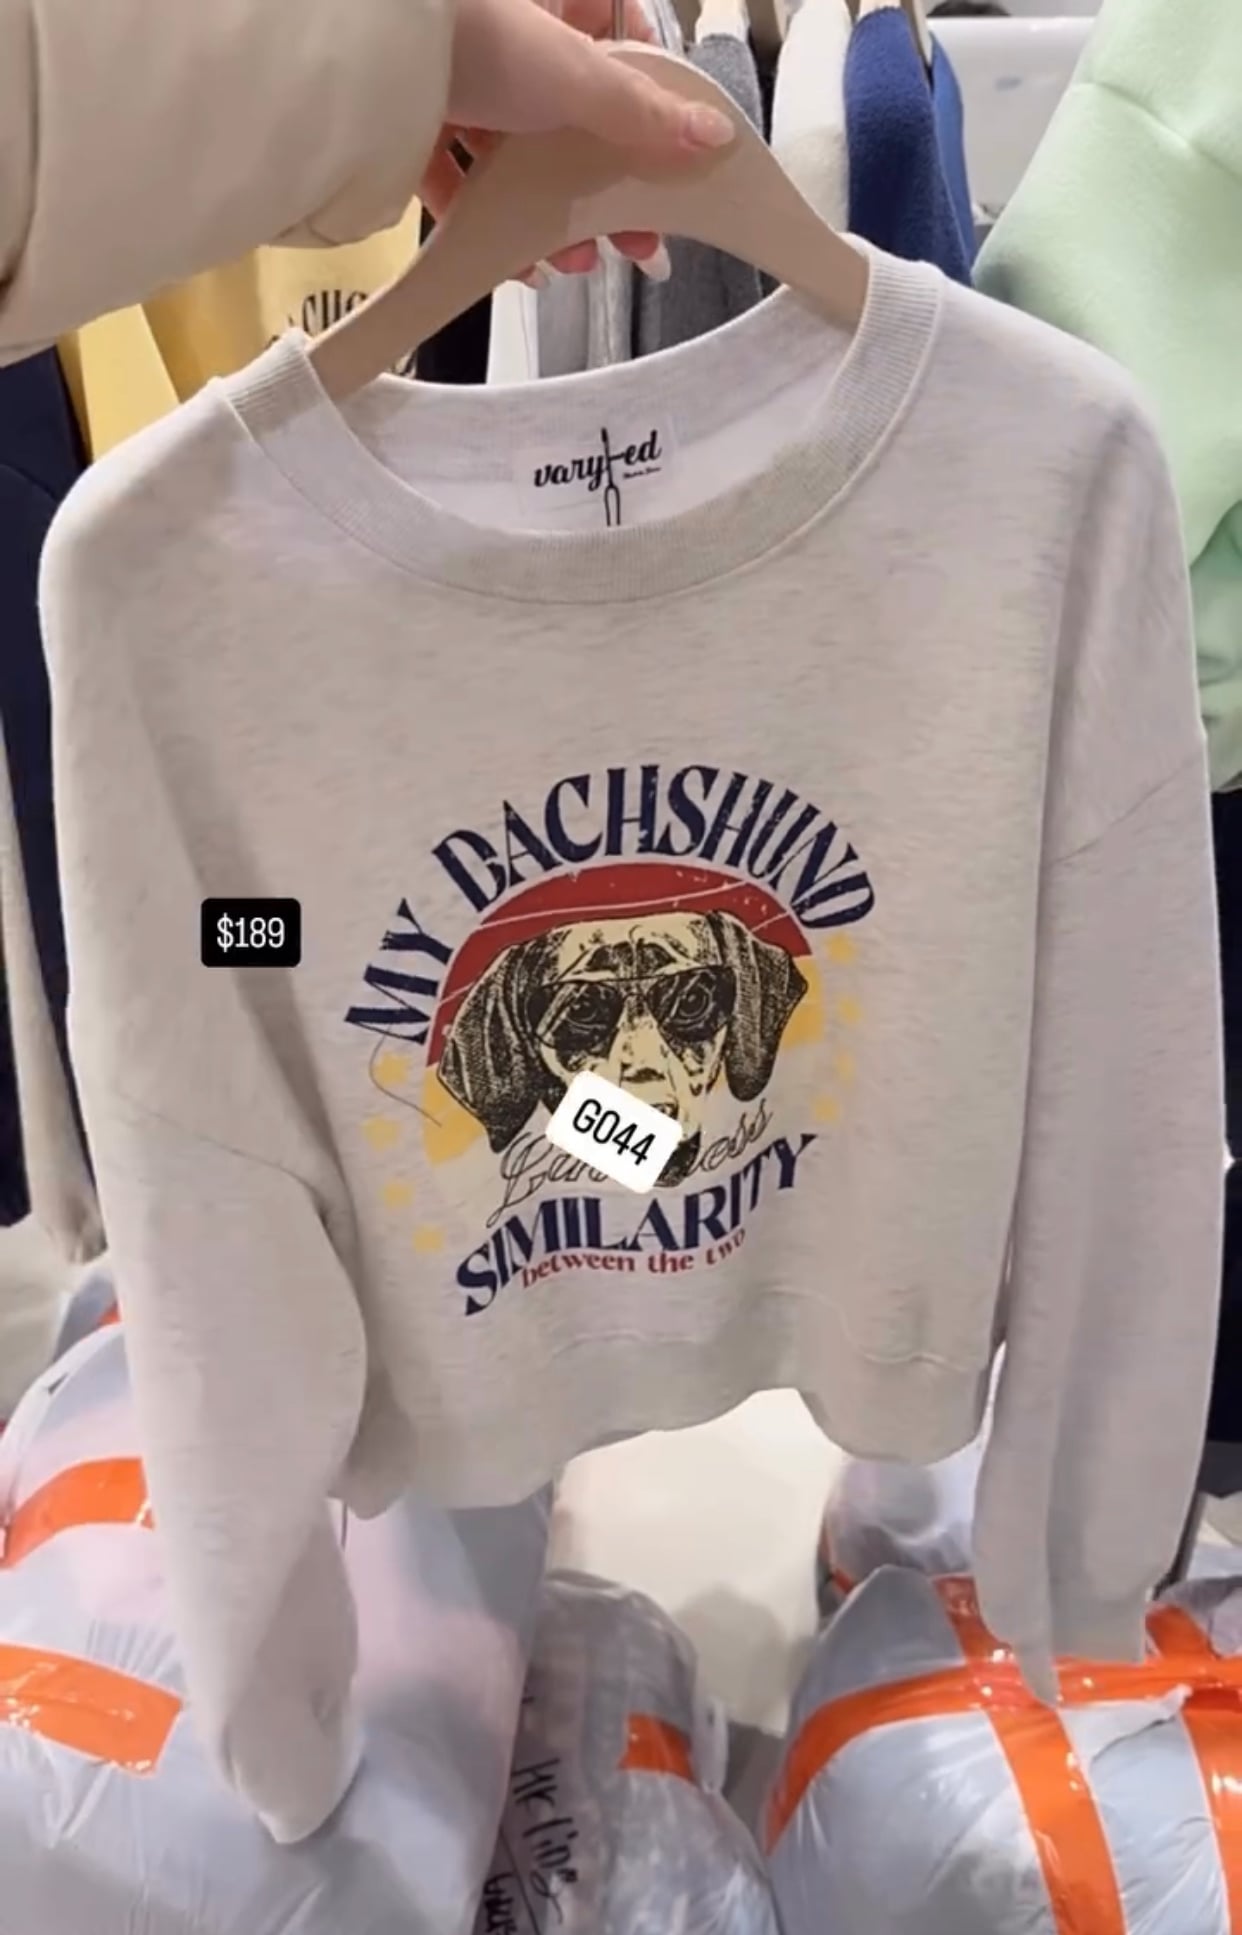 varyed
MY DACHSHUND
$189
G044
SIMILARITY
between the two